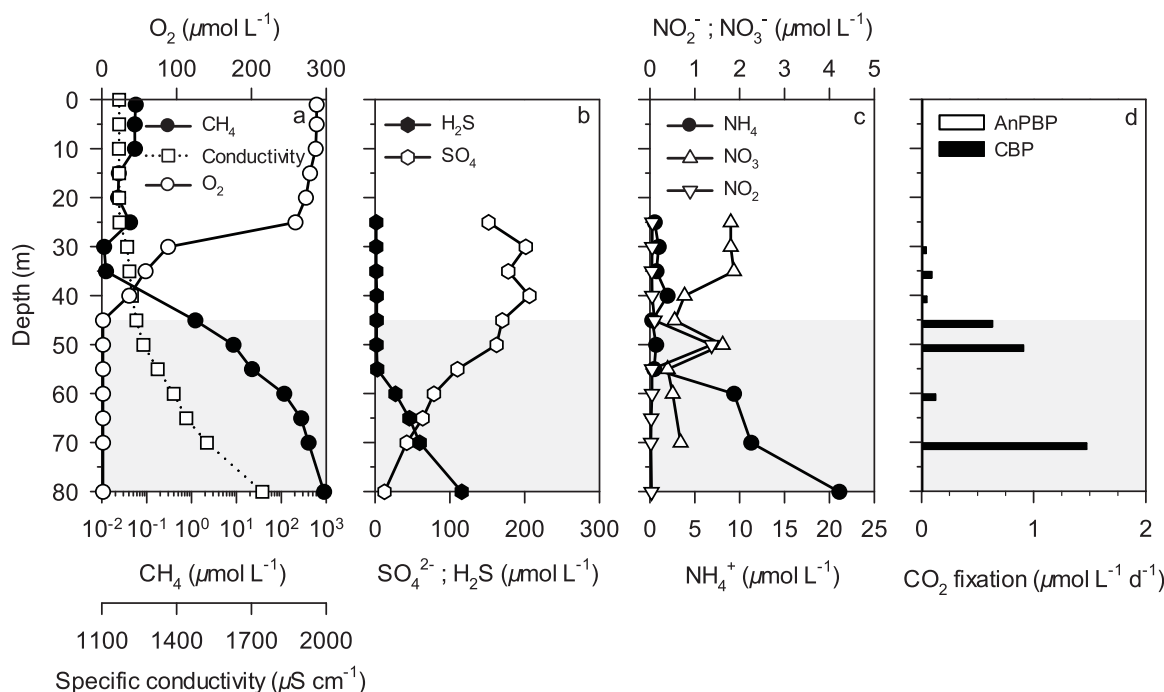 O₂ (µmol L⁻¹)
NO₂⁻ ; NO₃⁻ (µmol L⁻¹)
0 100 200 300
0 1 2 3 4 5
a
b
c
d
CH₄
Conductivity
O₂
H₂S
SO₄
NH₄
NO₃
NO₂
AnPBP
CBP
Depth (m)
0
10
20
30
40
50
60
70
80
10⁻² 10⁻¹ 10⁰ 10¹ 10² 10³
0 100 200 300
0 5 10 15 20 25
0 1 2
CH₄ (µmol L⁻¹)
SO₄²⁻ ; H₂S (µmol L⁻¹)
NH₄⁺ (µmol L⁻¹)
CO₂ fixation (µmol L⁻¹ d⁻¹)
1100 1400 1700 2000
Specific conductivity (µS cm⁻¹)